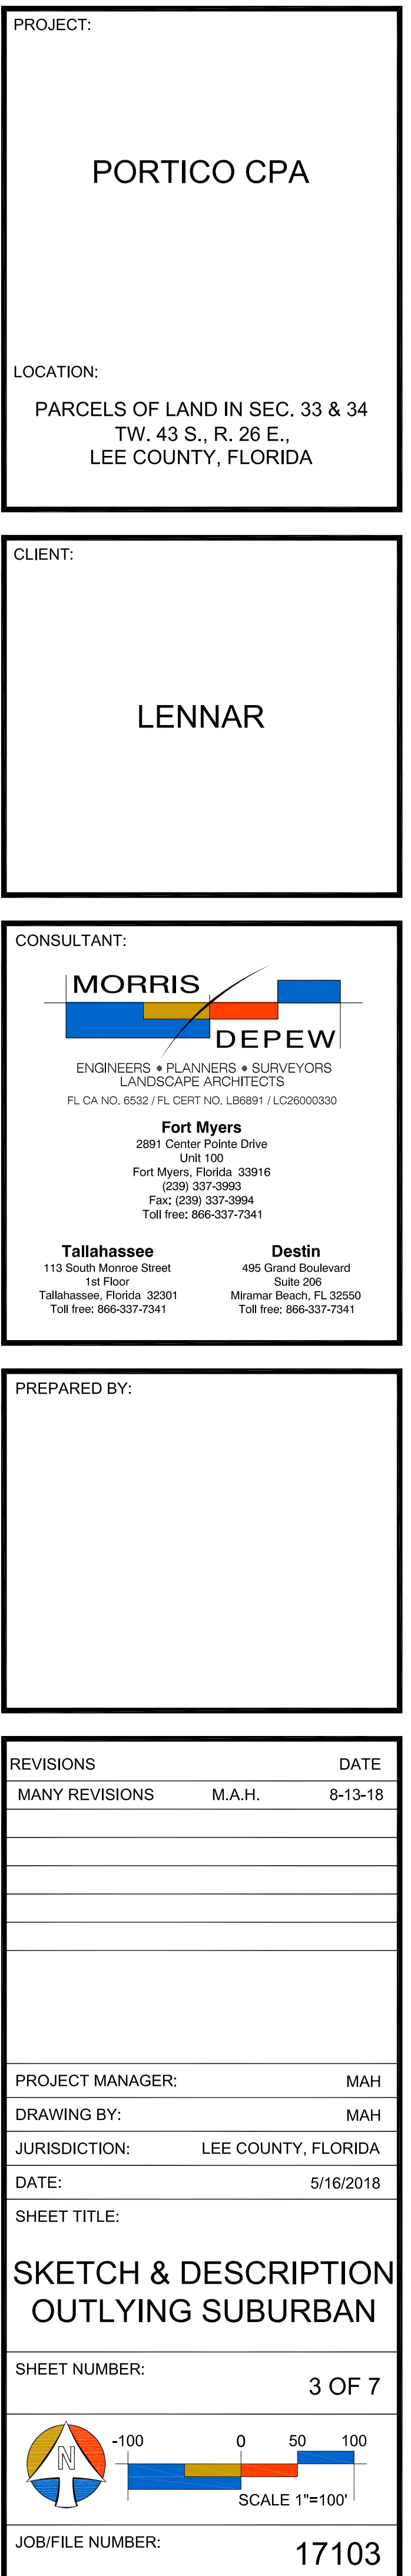 PROJECT:
PORTICO CPA
LOCATION:
PARCELS OF LAND IN SEC. 33 & 34
TW. 43 S., R. 26 E.,
LEE COUNTY, FLORIDA
CLIENT:
LENNAR
CONSULTANT:
MORRIS
DEPEW
ENGINEERS • PLANNERS • SURVEYORS
LANDSCAPE ARCHITECTS
FL CA NO. 6532 / FL CERT NO. LB6891 / LC26000330
Fort Myers
2891 Center Pointe Drive
Unit 100
Fort Myers, Florida 33916
(239) 337-3993
Fax: (239) 337-3994
Toll free: 866-337-7341
Tallahassee
113 South Monroe Street
1st Floor
Tallahassee, Florida 32301
Toll free: 866-337-7341
Destin
495 Grand Boulevard
Suite 206
Miramar Beach, FL 32550
Toll free: 866-337-7341
PREPARED BY:
REVISIONS DATE
MANY REVISIONS M.A.H. 8-13-18
PROJECT MANAGER: MAH
DRAWING BY: MAH
JURISDICTION: LEE COUNTY, FLORIDA
DATE: 5/16/2018
SHEET TITLE:
SKETCH & DESCRIPTION
OUTLYING SUBURBAN
SHEET NUMBER:
3 OF 7
N
-100 0 50 100
SCALE 1"=100'
JOB/FILE NUMBER:
17103